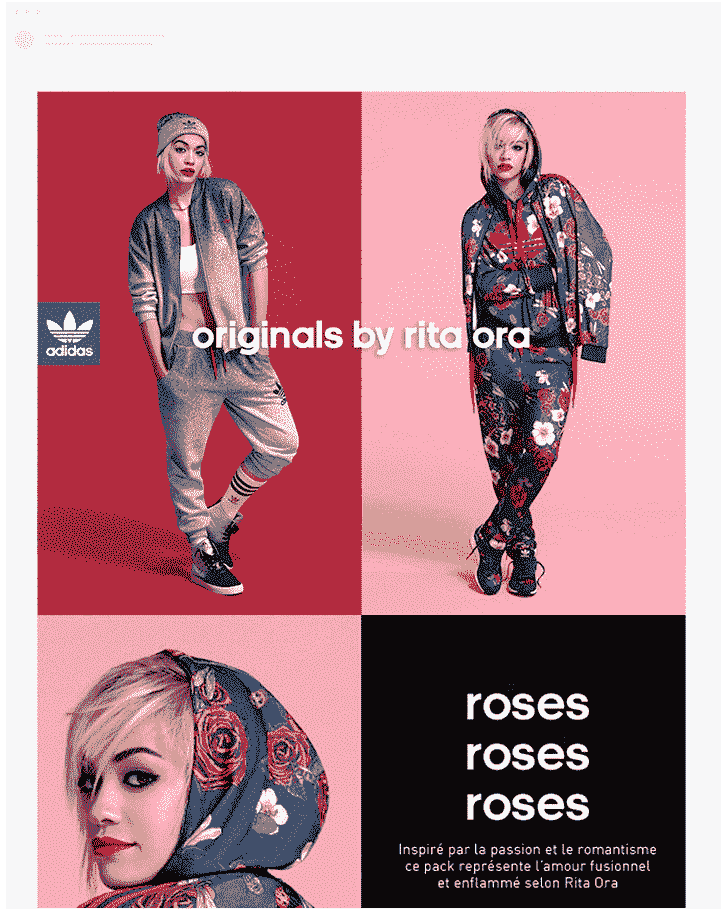 originals by rita ora
adidas
roses
roses
roses
Inspiré par la passion et le romantisme
ce pack représente l'amour fusionnel
et enflammé selon Rita Ora